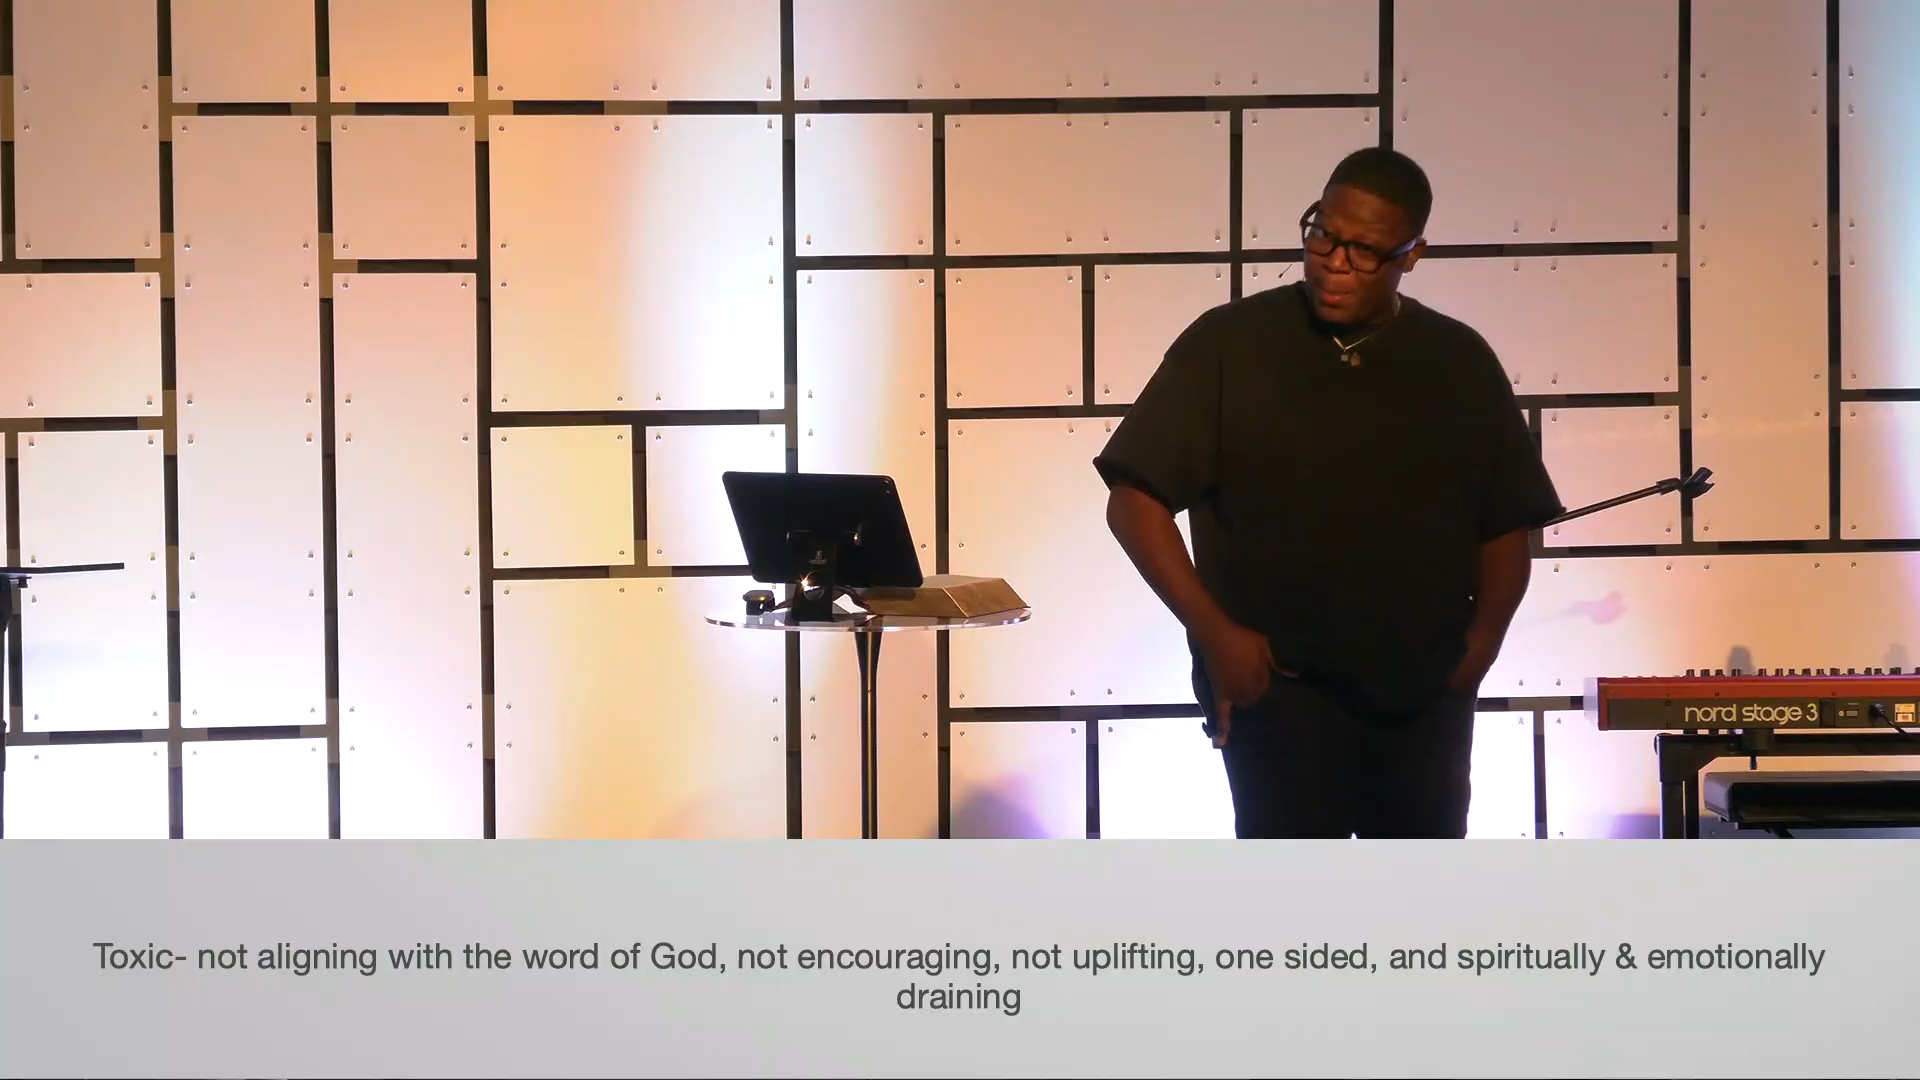 nord stage 3
Toxic- not aligning with the word of God, not encouraging, not uplifting, one sided, and spiritually & emotionally
draining